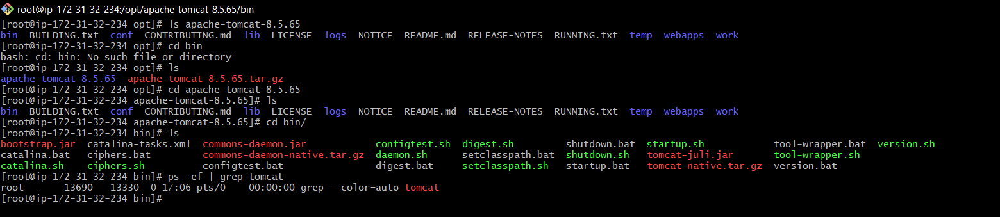 root@ip-172-31-32-234:/opt/apache-tomcat-8.5.65/bin
[root@ip-172-31-32-234 opt]# ls apache-tomcat-8.5.65
bin  BUILDING.txt  conf  CONTRIBUTING.md  lib  LICENSE  logs  NOTICE  README.md  RELEASE-NOTES  RUNNING.txt  temp  webapps  work
[root@ip-172-31-32-234 opt]# cd bin
bash: cd: bin: No such file or directory
[root@ip-172-31-32-234 opt]# ls
apache-tomcat-8.5.65  apache-tomcat-8.5.65.tar.gz
[root@ip-172-31-32-234 opt]# cd apache-tomcat-8.5.65
[root@ip-172-31-32-234 apache-tomcat-8.5.65]# ls
bin  BUILDING.txt  conf  CONTRIBUTING.md  lib  LICENSE  logs  NOTICE  README.md  RELEASE-NOTES  RUNNING.txt  temp  webapps  work
[root@ip-172-31-32-234 apache-tomcat-8.5.65]# cd bin/
[root@ip-172-31-32-234 bin]# ls
bootstrap.jar  catalina-tasks.xml  commons-daemon.jar            configtest.sh  digest.sh         shutdown.bat  startup.sh            tool-wrapper.bat  version.sh
catalina.bat   ciphers.bat         commons-daemon-native.tar.gz  daemon.sh      setclasspath.bat  shutdown.sh   tomcat-juli.jar       tool-wrapper.sh
catalina.sh    ciphers.sh          configtest.bat                digest.bat     setclasspath.sh   startup.bat   tomcat-native.tar.gz  version.bat
[root@ip-172-31-32-234 bin]# ps -ef | grep tomcat
root       13690   13330  0 17:06 pts/0    00:00:00 grep --color=auto tomcat
[root@ip-172-31-32-234 bin]#